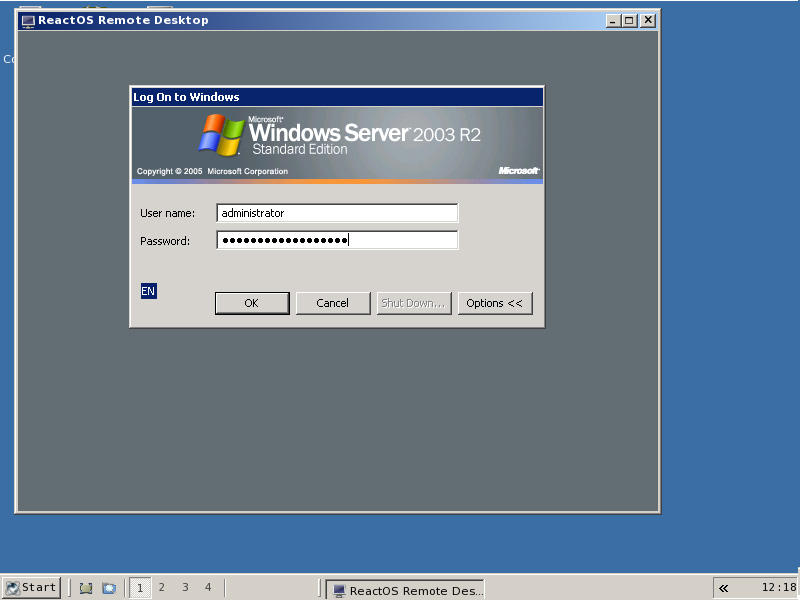 ReactOS Remote Desktop
Log On to Windows
Microsoft®
Windows Server 2003 R2
Standard Edition
Copyright © 2005 Microsoft Corporation
Microsoft
User name: administrator
Password: ••••••••••••••••••
EN
OK Cancel Shut Down... Options <<
Start 1 2 3 4 ReactOS Remote Des... « 12:18